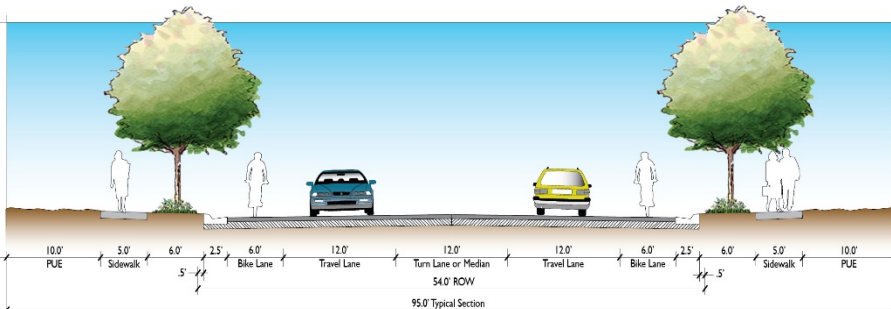 10.0' 5.0' 6.0' 2.5' 6.0' 12.0' 12.0' 12.0' 6.0' 2.5' 6.0' 5.0' 10.0'
PUE Sidewalk Bike Lane Travel Lane Turn Lane or Median Travel Lane Bike Lane Sidewalk PUE
.5' .5'
54.0' ROW
95.0' Typical Section